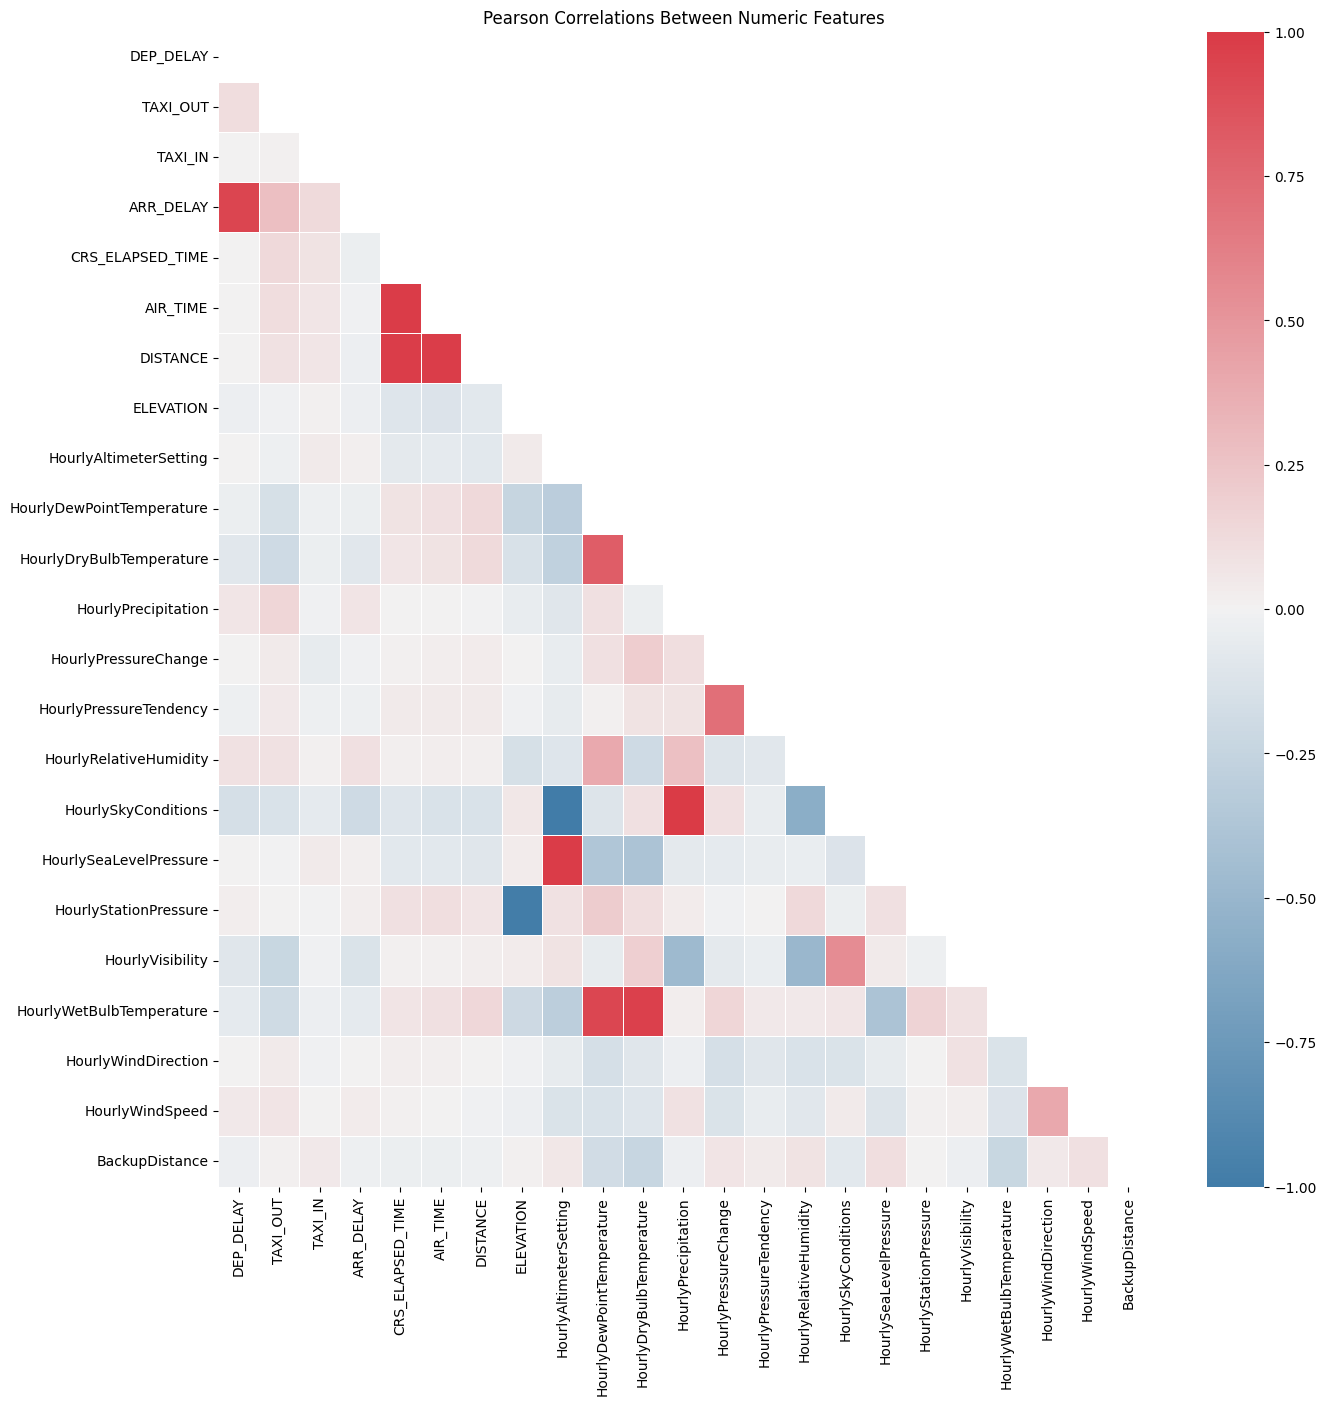 Pearson Correlations Between Numeric Features
DEP_DELAY
TAXI_OUT
TAXI_IN
ARR_DELAY
CRS_ELAPSED_TIME
AIR_TIME
DISTANCE
ELEVATION
HourlyAltimeterSetting
HourlyDewPointTemperature
HourlyDryBulbTemperature
HourlyPrecipitation
HourlyPressureChange
HourlyPressureTendency
HourlyRelativeHumidity
HourlySkyConditions
HourlySeaLevelPressure
HourlyStationPressure
HourlyVisibility
HourlyWetBulbTemperature
HourlyWindDirection
HourlyWindSpeed
BackupDistance
DEP_DELAY
TAXI_OUT
TAXI_IN
ARR_DELAY
CRS_ELAPSED_TIME
AIR_TIME
DISTANCE
ELEVATION
HourlyAltimeterSetting
HourlyDewPointTemperature
HourlyDryBulbTemperature
HourlyPrecipitation
HourlyPressureChange
HourlyPressureTendency
HourlyRelativeHumidity
HourlySkyConditions
HourlySeaLevelPressure
HourlyStationPressure
HourlyVisibility
HourlyWetBulbTemperature
HourlyWindDirection
HourlyWindSpeed
BackupDistance
1.00
0.75
0.50
0.25
0.00
−0.25
−0.50
−0.75
−1.00